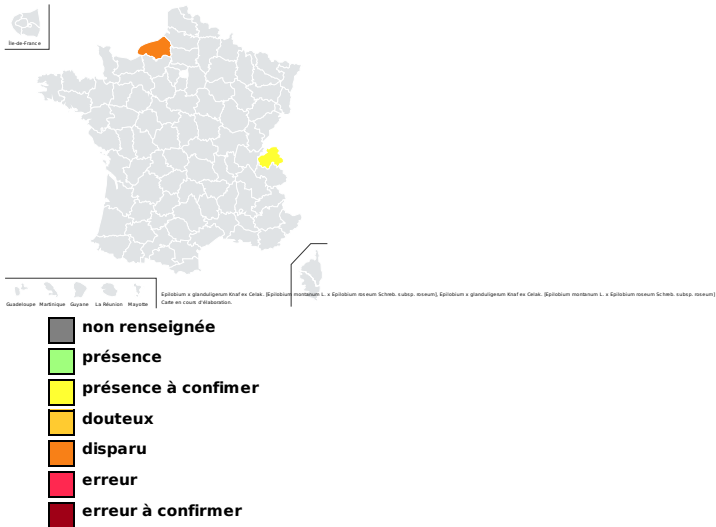 Île-de-France
Guadeloupe Martinique Guyane La Réunion Mayotte
Epilobium x glanduligerum Knaf ex Celak. [Epilobium montanum L. x Epilobium roseum Schreb. subsp. roseum], Epilobium x glanduligerum Knaf ex Celak. [Epilobium montanum L. x Epilobium roseum Schreb. subsp. roseum]
Carte en cours d'élaboration.
non renseignée
présence
présence à confimer
douteux
disparu
erreur
erreur à confirmer